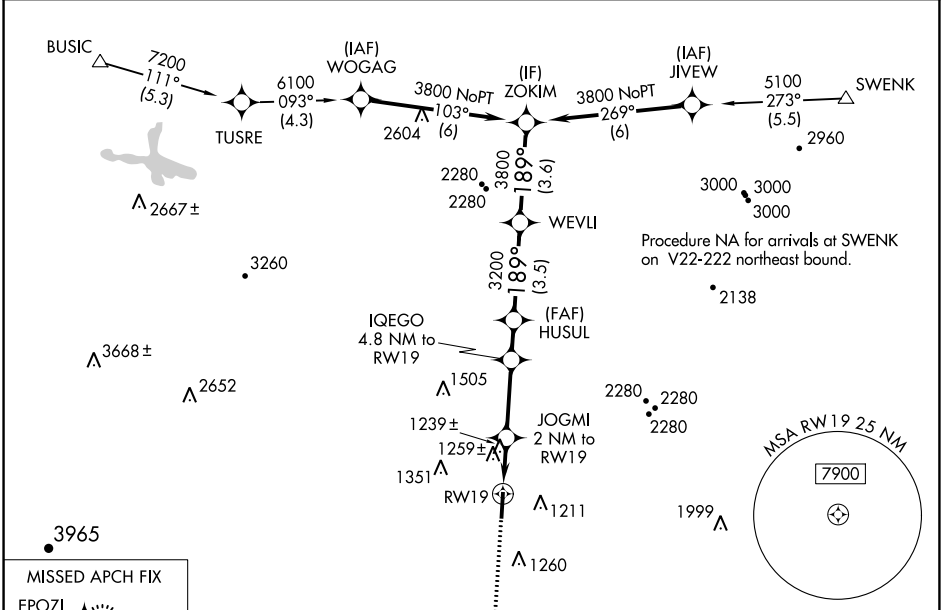 BUSIC
7200
111°
(5.3)
TUSRE
6100
093°
(4.3)
(IAF)
WOGAG
3800 NoPT
103°
(6)
2604
(IF)
ZOKIM
3800 NoPT
269°
(6)
(IAF)
JIVEW
5100
273°
(5.5)
SWENK
2960
2280
2280
3800
189°
(3.6)
WEVLI
3000
3000
3000
2667±
Procedure NA for arrivals at SWENK
on V22-222 northeast bound.
3260
3200
189°
(3.5)
2138
(FAF)
HUSUL
IQEGO
4.8 NM to
RW19
3668±
2652
1505
2280
2280
2280
1239±
JOGMI
2 NM to
RW19
1259±
1351
RW19
1211
1999
MSA RW19 25 NM
7900
3965
1260
MISSED APCH FIX
EPOZI